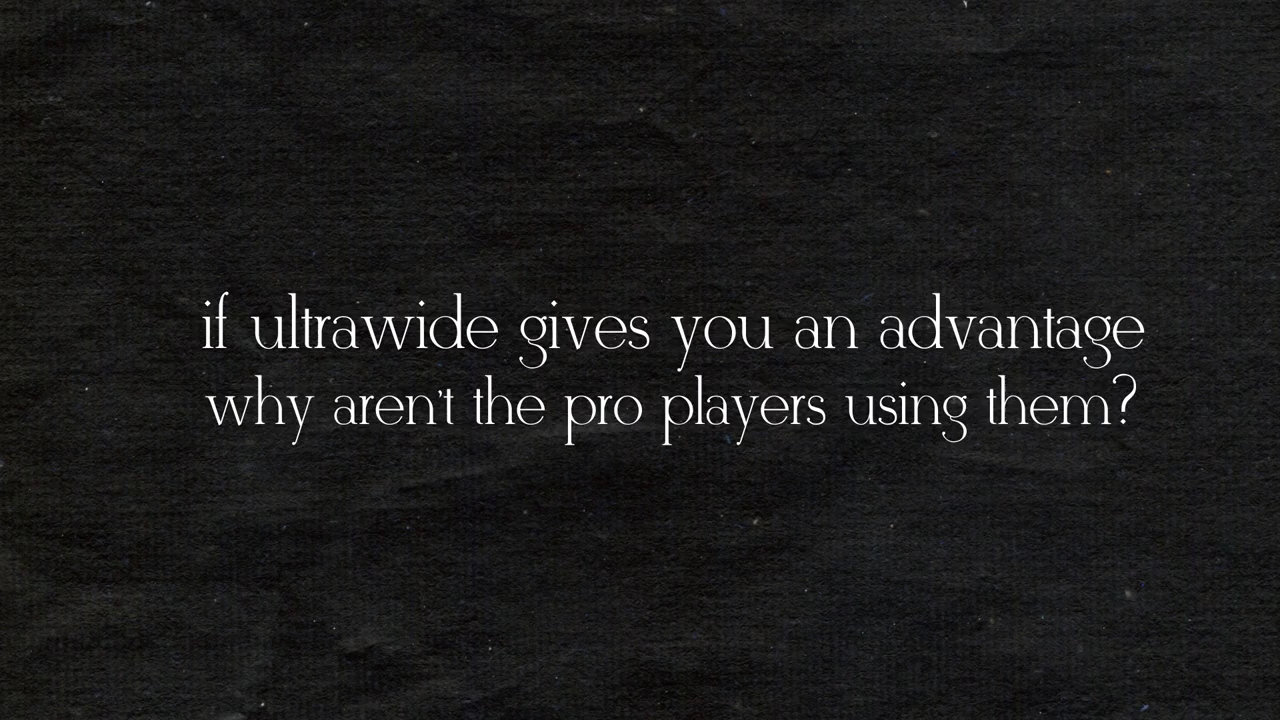 if ultrawide gives you an advantage
why aren't the pro players using them?